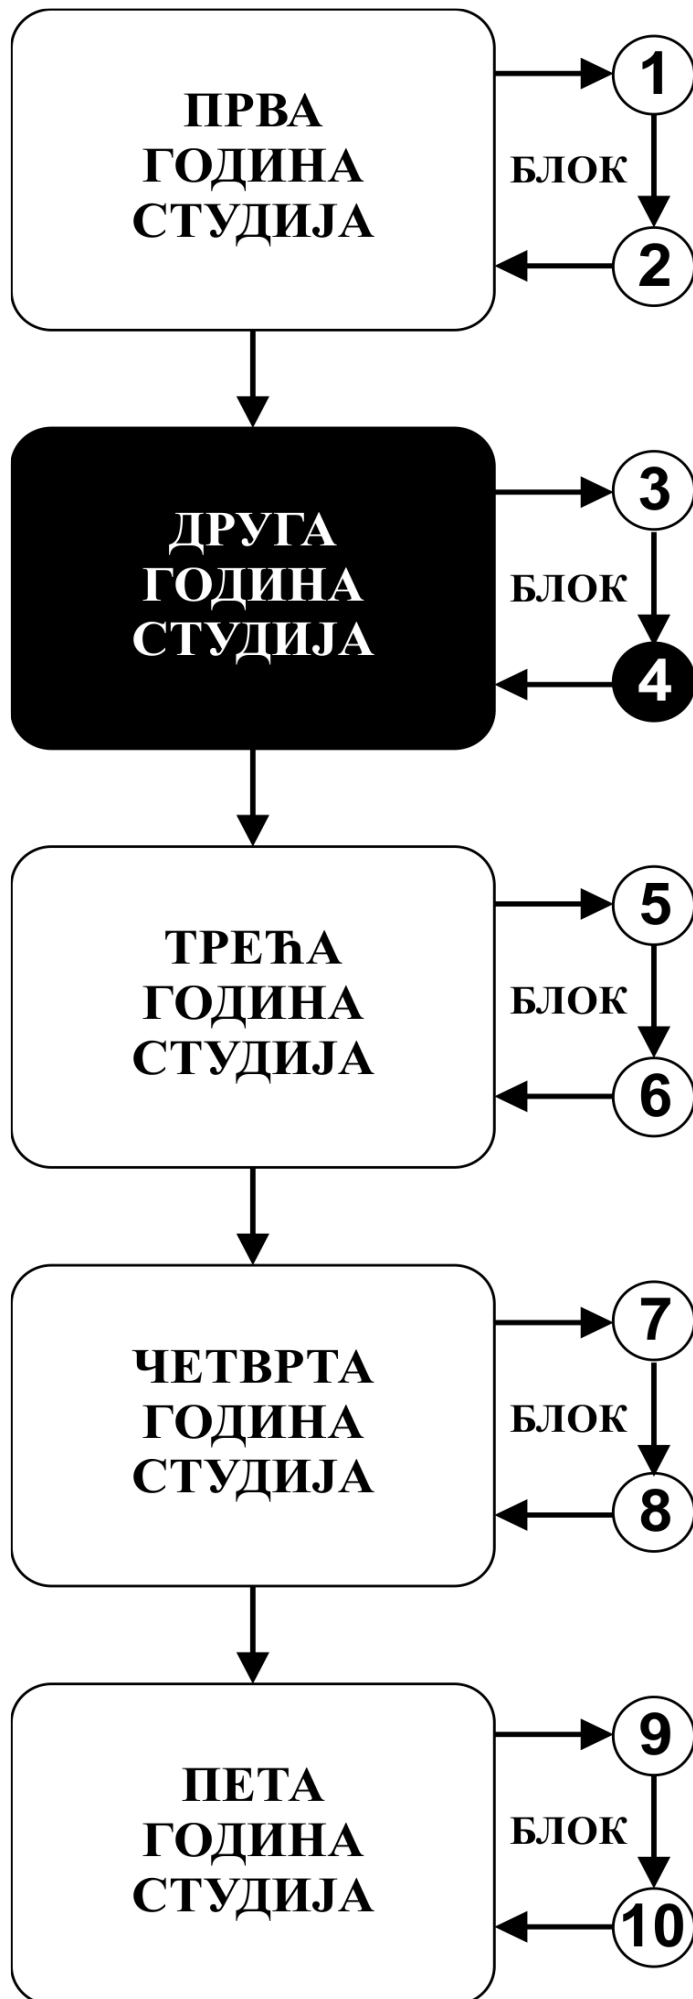 ПРВА
ГОДИНА
СТУДИЈА
1
БЛОК
2
ДРУГА
ГОДИНА
СТУДИЈА
3
БЛОК
4
ТРЕЋА
ГОДИНА
СТУДИЈА
5
БЛОК
6
ЧЕТВРТА
ГОДИНА
СТУДИЈА
7
БЛОК
8
ПЕТА
ГОДИНА
СТУДИЈА
9
БЛОК
10